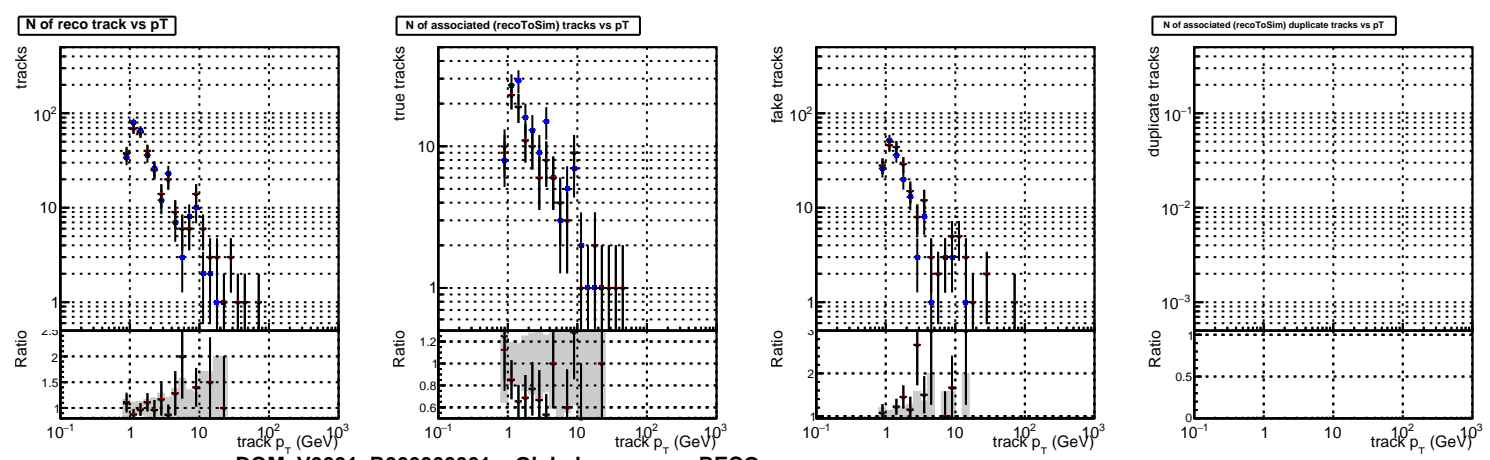 N of reco track vs pT
tracks
10²
10
1
Ratio
2.5
2
1.5
1
10⁻¹ 1 10 10² 10³
track p_T (GeV)
N of associated (recoToSim) tracks vs pT
true tracks
10
1
Ratio
1.2
1
0.8
0.6
10⁻¹ 1 10 10² 10³
track p_T (GeV)
fake tracks
10²
10
1
Ratio
3
2
1
10⁻¹ 1 10 10² 10³
track p_T (GeV)
N of associated (recoToSim) duplicate tracks vs pT
duplicate tracks
10⁻¹
10⁻²
10⁻³
Ratio
1
0.5
0
10⁻¹ 1 10 10² 10³
track p_T (GeV)